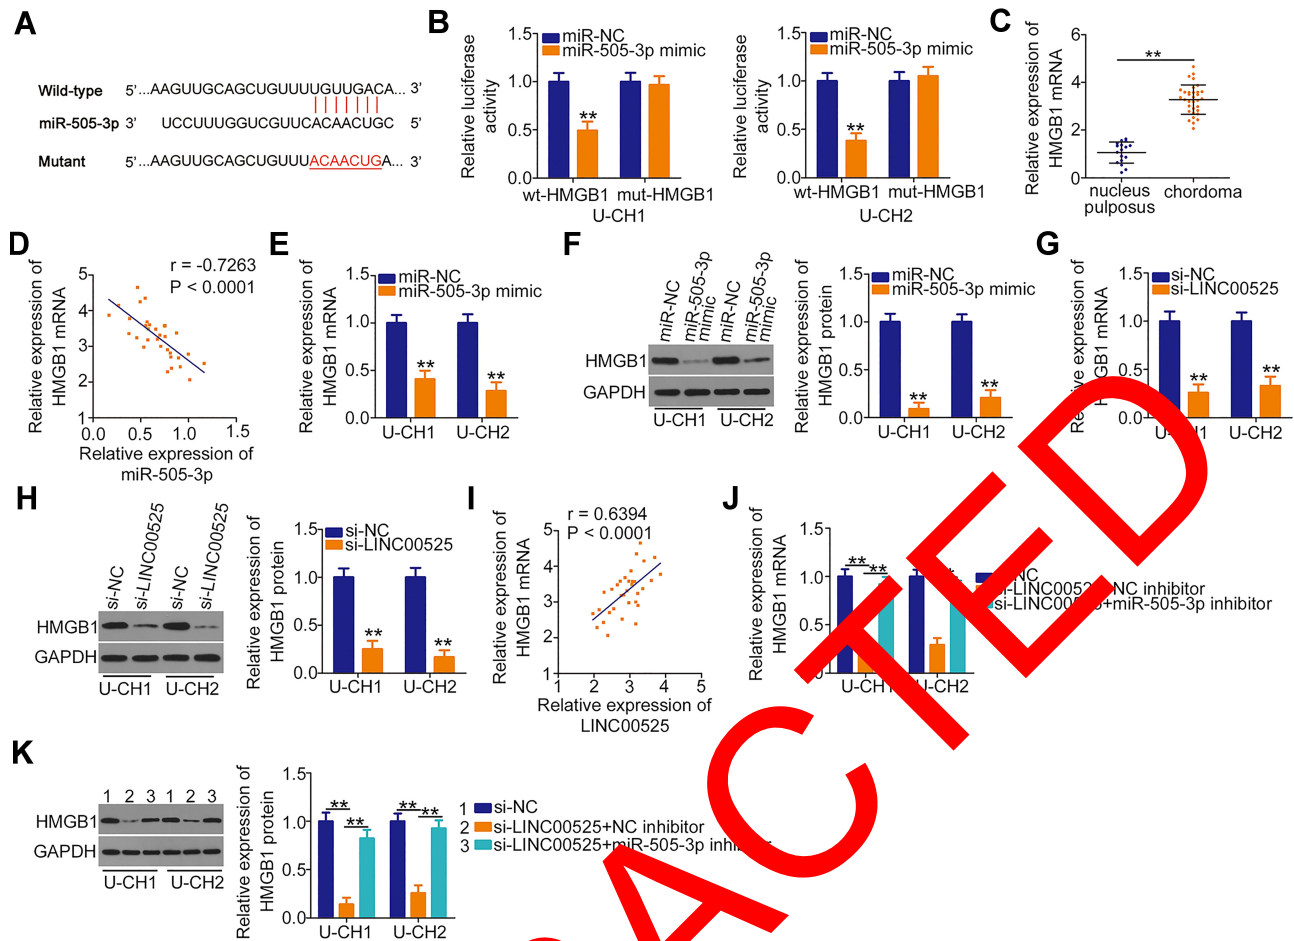 A
Wild-type 5'...AAGUUGCAGCUGUUUUGUUGACA... 3'
miR-505-3p 3' UCCUUUGGUCGUUCACAACUGC 5'
Mutant 5'...AAGUUGCAGCUGUUUACAACUGA... 3'
B
Relative luciferase
activity
1.5
1.0
0.5
0.0
miR-NC
miR-505-3p mimic
**
wt-HMGB1 mut-HMGB1
U-CH1
Relative luciferase
activity
1.5
1.0
0.5
0.0
miR-NC
miR-505-3p mimic
**
wt-HMGB1 mut-HMGB1
U-CH2
C
Relative expression of
HMGB1 mRNA
6
4
2
0
**
nucleus
pulposus
chordoma
D
Relative expression of
HMGB1 mRNA
5
4
3
2
1
r = -0.7263
P < 0.0001
0.0 0.5 1.0 1.5
Relative expression of
miR-505-3p
E
Relative expression of
HMGB1 mRNA
1.5
1.0
0.5
0.0
miR-NC
miR-505-3p mimic
** **
U-CH1 U-CH2
F
miR-NC
miR-505-3p
mimic
miR-NC
miR-505-3p
mimic
HMGB1
GAPDH
U-CH1 U-CH2
Relative expression of
HMGB1 protein
1.5
1.0
0.5
0.0
miR-NC
miR-505-3p mimic
** **
U-CH1 U-CH2
G
Relative expression of
HMGB1 mRNA
1.5
1.0
0.5
0.0
si-NC
si-LINC00525
** **
U-CH1 U-CH2
H
si-NC
si-LINC00525
si-NC
si-LINC00525
HMGB1
GAPDH
U-CH1 U-CH2
Relative expression of
HMGB1 protein
1.5
1.0
0.5
0.0
si-NC
si-LINC00525
** **
U-CH1 U-CH2
I
Relative expression of
HMGB1 mRNA
5
4
3
2
1
r = 0.6394
P < 0.0001
1 2 3 4 5
Relative expression of
LINC00525
J
Relative expression of
HMGB1 mRNA
1.5
1.0
0.5
** **
U-CH1 U-CH2
NC inhibitor
+miR-505-3p inhibitor
K
1 2 3 1 2 3
HMGB1
GAPDH
U-CH1 U-CH2
Relative expression of
HMGB1 protein
1.5
1.0
0.5
0.0
** ** ** **
U-CH1 U-CH2
1 si-NC
2 si-LINC00525+NC inhibitor
3 si-LINC00525+miR-505-3p inhibitor
ACTED